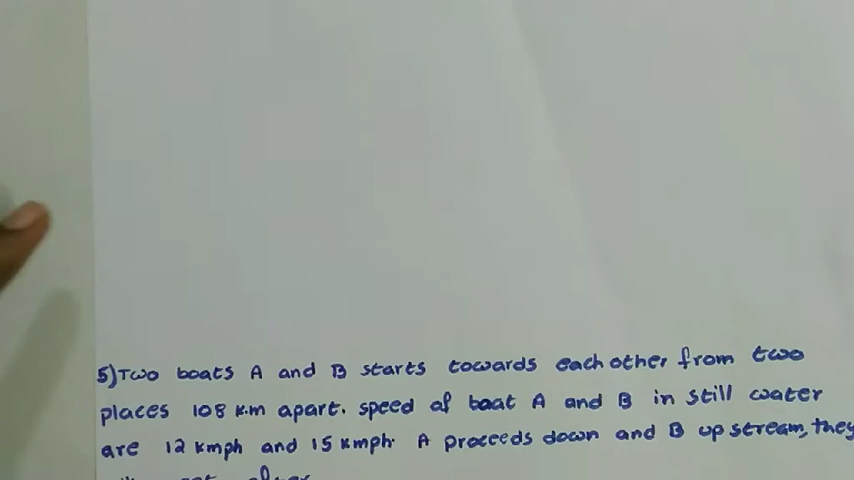 5) Two boats A and B starts towards each other from two
places 108 k.m apart. speed of boat A and B in still water
are 12 kmph and 15 kmph. A proceeds down and B up stream, they